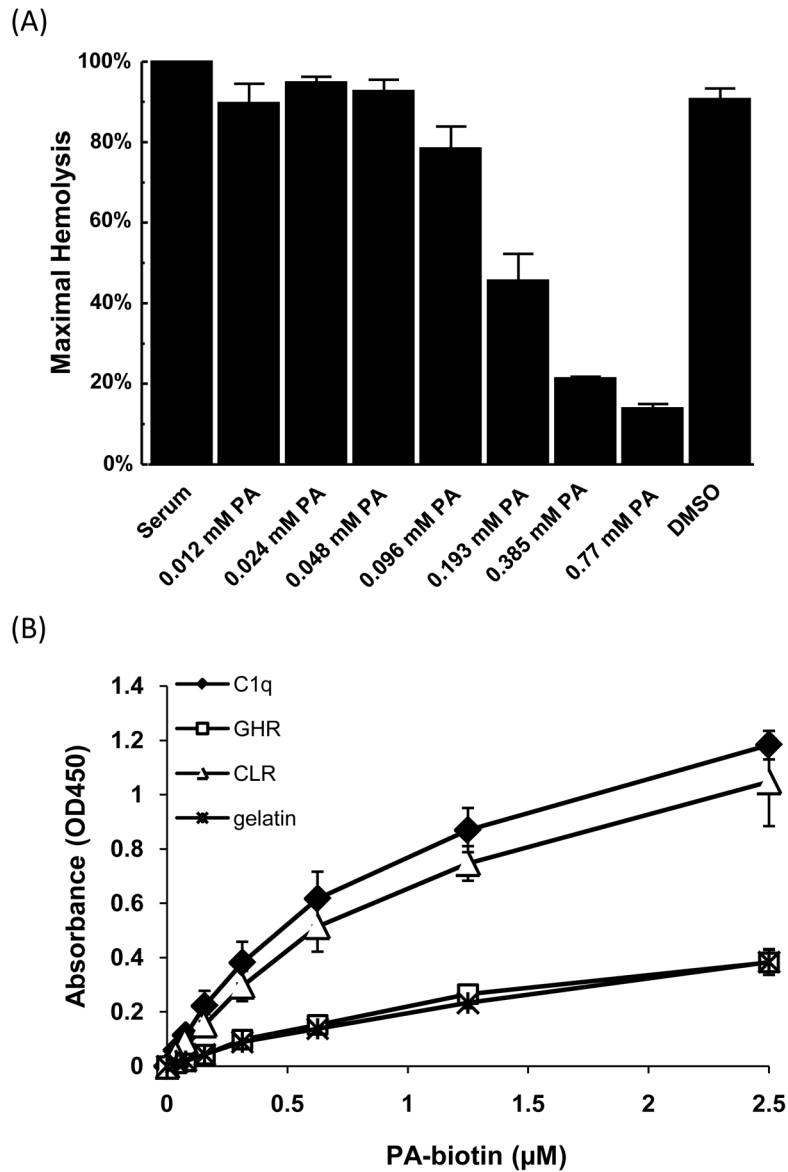 (A)
Maximal Hemolysis
100%
80%
60%
40%
20%
0%
Serum
0.012 mM PA
0.024 mM PA
0.048 mM PA
0.096 mM PA
0.193 mM PA
0.385 mM PA
0.77 mM PA
DMSO
(B)
Absorbance (OD450)
1.4
1.2
1
0.8
0.6
0.4
0.2
0
C1q
GHR
CLR
gelatin
0
0.5
1
1.5
2
2.5
PA-biotin (µM)